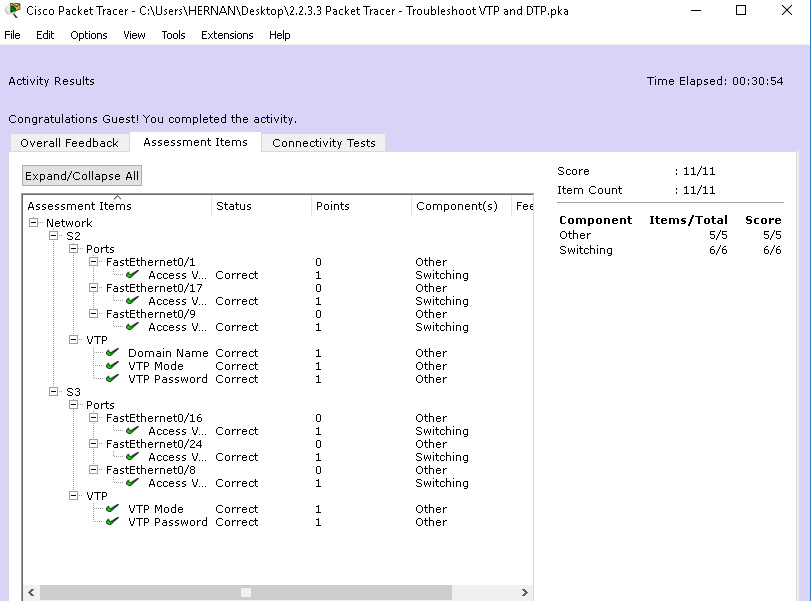 Cisco Packet Tracer - C:\Users\HERNAN\Desktop\2.2.3.3 Packet Tracer - Troubleshoot VTP and DTP.pka
File Edit Options View Tools Extensions Help
Activity Results Time Elapsed: 00:30:54
Congratulations Guest! You completed the activity.
Overall Feedback Assessment Items Connectivity Tests
Expand/Collapse All
Score : 11/11
Item Count : 11/11
Component Items/Total Score
Other 5/5 5/5
Switching 6/6 6/6
Assessment Items Status Points Component(s) Fee
Network
S2
Ports
FastEthernet0/1 0 Other
Access V... Correct 1 Switching
FastEthernet0/17 0 Other
Access V... Correct 1 Switching
FastEthernet0/9 0 Other
Access V... Correct 1 Switching
VTP
Domain Name Correct 1 Other
VTP Mode Correct 1 Other
VTP Password Correct 1 Other
S3
Ports
FastEthernet0/16 0 Other
Access V... Correct 1 Switching
FastEthernet0/24 0 Other
Access V... Correct 1 Switching
FastEthernet0/8 0 Other
Access V... Correct 1 Switching
VTP
VTP Mode Correct 1 Other
VTP Password Correct 1 Other